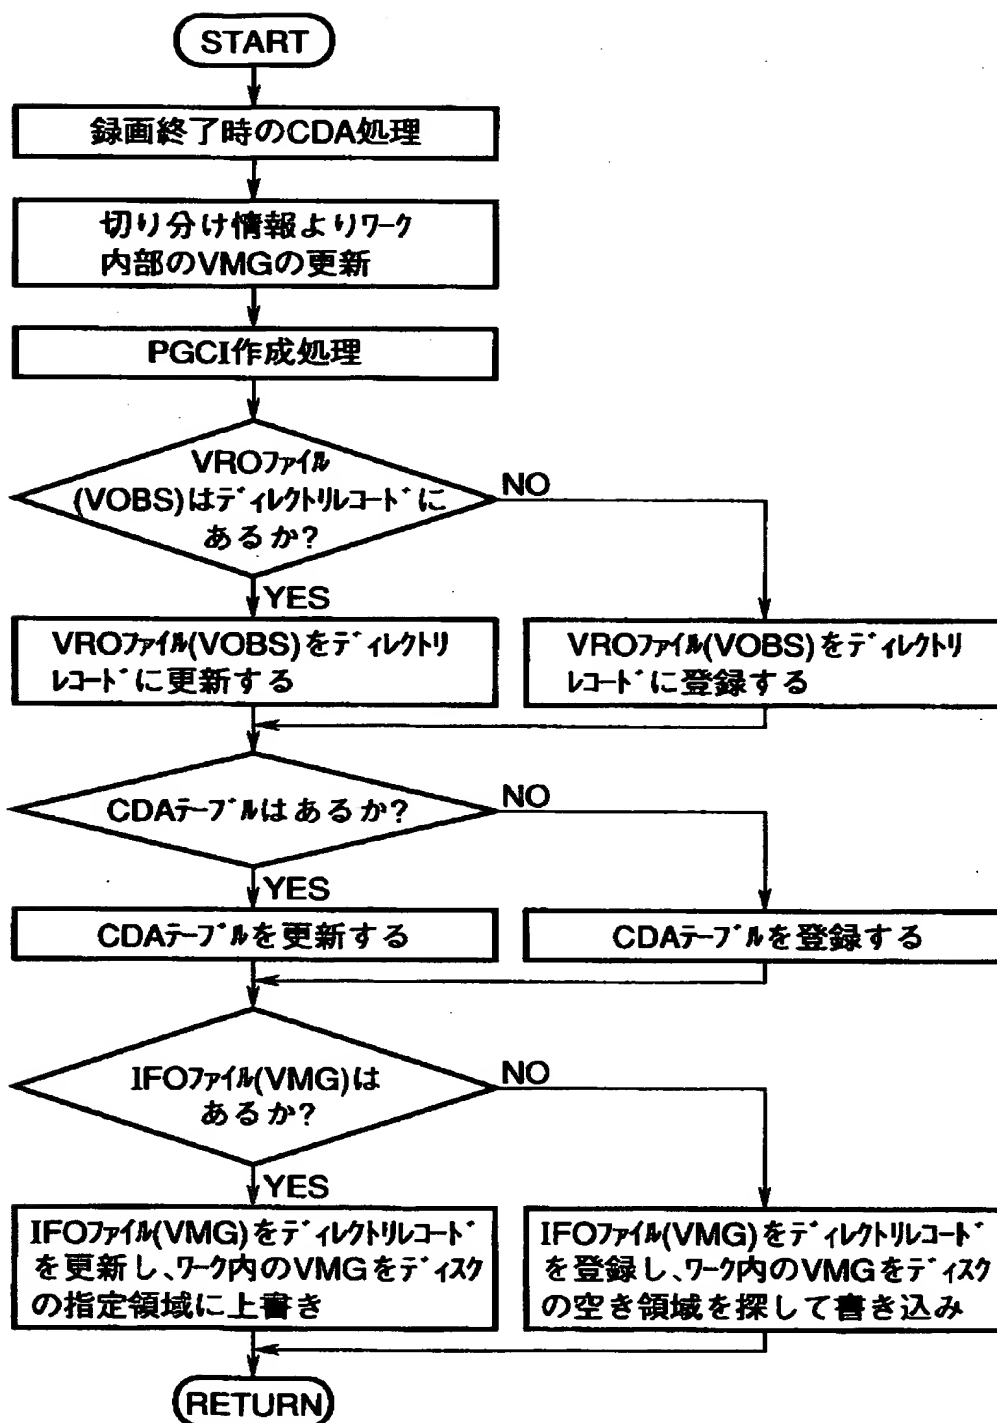 START
録画終了時のCDA処理
切り分け情報よりワーク
内部のVMGの更新
PGCI作成処理
VROファイル
(VOBS)はディレクトリレコードに
あるか?
NO
YES
VROファイル(VOBS)をディレクトリ
レコードに更新する
VROファイル(VOBS)をディレクトリ
レコードに登録する
CDAテーブルはあるか?
NO
YES
CDAテーブルを更新する
CDAテーブルを登録する
IFOファイル(VMG)は
あるか?
NO
YES
IFOファイル(VMG)をディレクトリレコード
を更新し、ワーク内のVMGをディスク
の指定領域に上書き
IFOファイル(VMG)をディレクトリレコード
を登録し、ワーク内のVMGをディスク
の空き領域を探して書き込み
RETURN